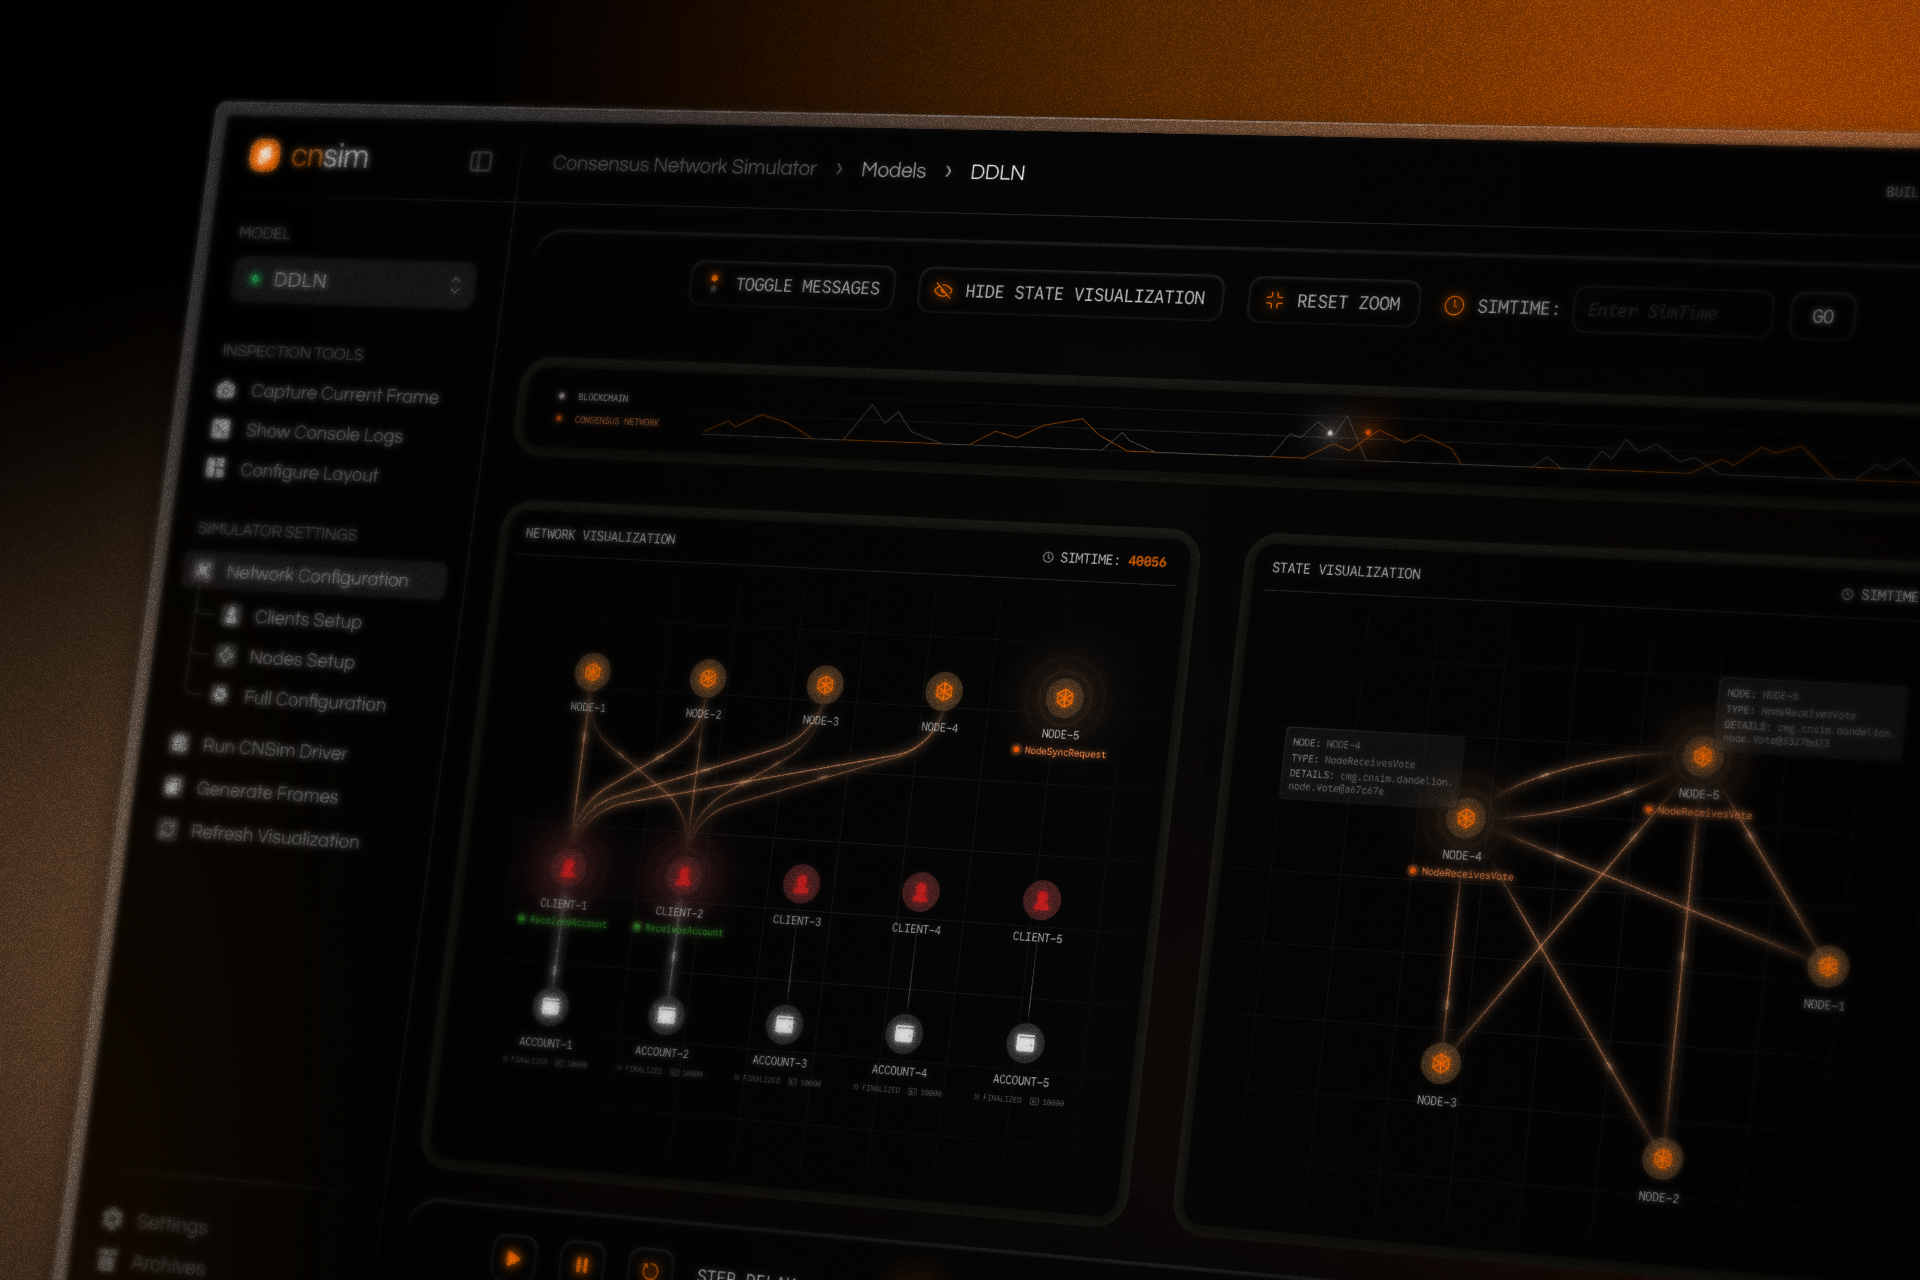 cnsim
Consensus Network Simulator › Models › DDLN
MODEL
DDLN
INSPECTION TOOLS
Capture Current Frame
Show Console Logs
Configure Layout
SIMULATOR SETTINGS
Network Configuration
Clients Setup
Nodes Setup
Full Configuration
Run CNSim Driver
Generate Frames
Refresh Visualization
Settings
Archives
TOGGLE MESSAGES
HIDE STATE VISUALIZATION
RESET ZOOM
SIMTIME:
Enter SimTime
GO
BLOCKCHAIN
CONSENSUS NETWORK
NETWORK VISUALIZATION
SIMTIME: 40056
NODE-1
NODE-2
NODE-3
NODE-4
NODE-5
NodeSyncRequest
CLIENT-1
ReceivesAccount
CLIENT-2
ReceivesAccount
CLIENT-3
CLIENT-4
CLIENT-5
ACCOUNT-1
FINALIZED 10000
ACCOUNT-2
FINALIZED 10000
ACCOUNT-3
FINALIZED 10000
ACCOUNT-4
FINALIZED 10000
ACCOUNT-5
FINALIZED 10000
STATE VISUALIZATION
SIMTIME
NODE: NODE-5
TYPE: NodeReceivesVote
DETAILS: cmg.cnsim.dandelion.
node.Vote@3327bd23
NODE: NODE-4
TYPE: NodeReceivesVote
DETAILS: cmg.cnsim.dandelion.
node.Vote@a67c67e
NODE-5
NodeReceivesVote
NODE-4
NodeReceivesVote
NODE-1
NODE-3
NODE-2
STEP DELAY